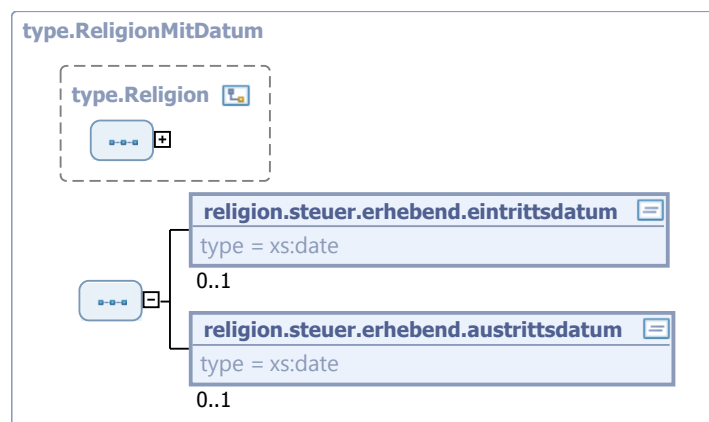 type.ReligionMitDatum
type.Religion
religion.steuer.erhebend.eintrittsdatum
type = xs:date
0..1
religion.steuer.erhebend.austrittsdatum
type = xs:date
0..1